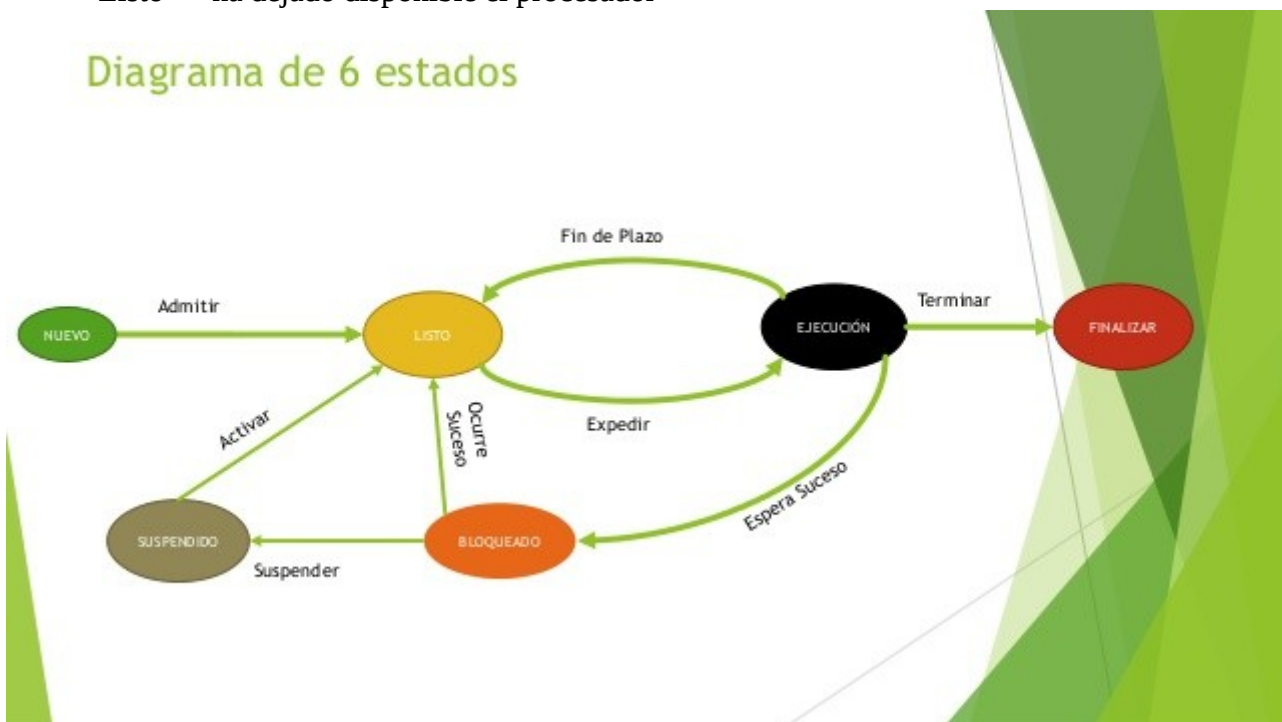 Diagrama de 6 estados
Fin de Plazo
Admitir
Terminar
NUEVO
LISTO
EJECUCIÓN
FINALIZAR
Activar
Ocurre
Suceso
Expedir
Espera Suceso
SUSPENDIDO
BLOQUEADO
Suspender